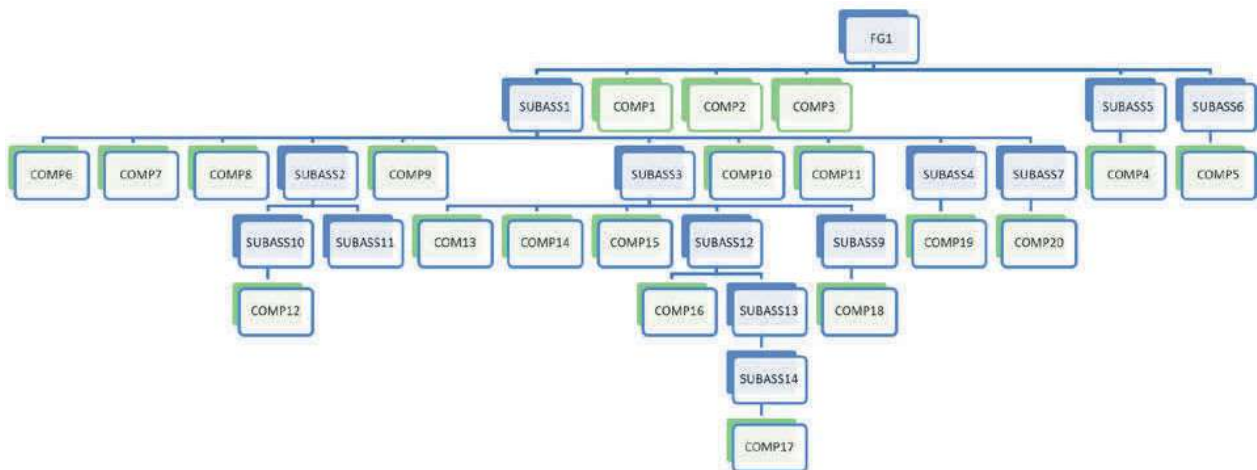 FG1
SUBASS1
COMP1
COMP2
COMP3
SUBASS5
SUBASS6
COMP6
COMP7
COMP8
SUBASS2
COMP9
SUBASS3
COMP10
COMP11
SUBASS4
SUBASS7
COMP4
COMP5
SUBASS10
SUBASS11
COM13
COMP14
COMP15
SUBASS12
SUBASS9
COMP19
COMP20
COMP12
COMP16
SUBASS13
COMP18
SUBASS14
COMP17